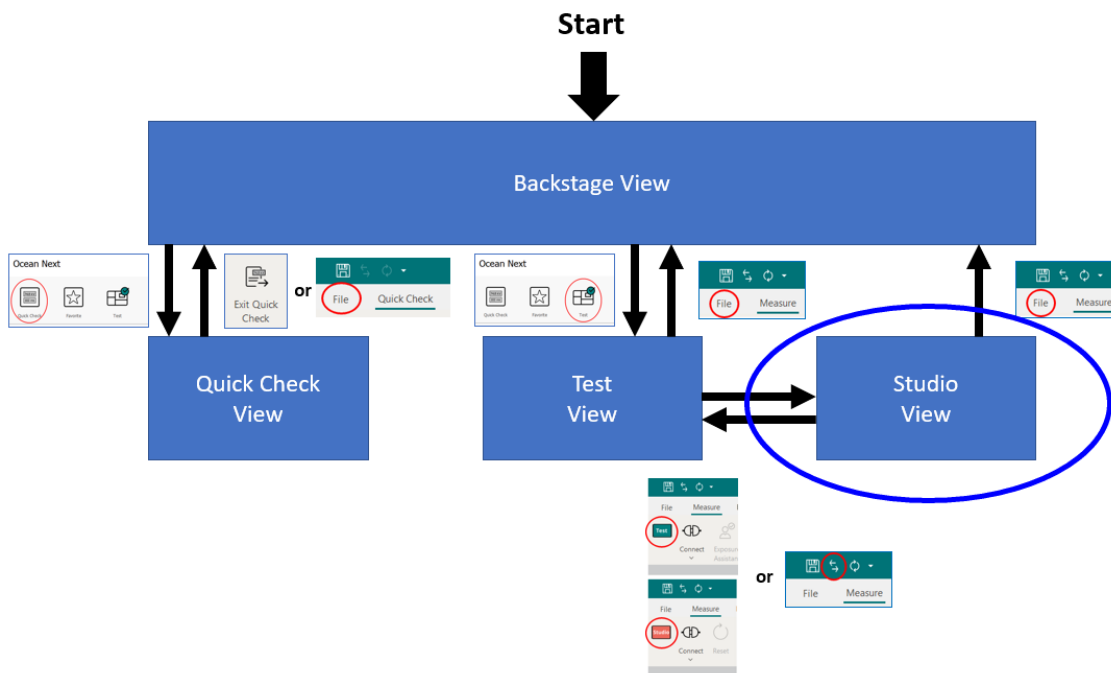 Start
Backstage View
Ocean Next
Quick Check
Favorite
Test
Exit Quick
Check
or
File
Quick Check
Ocean Next
Quick Check
Favorite
Test
File
Measure
File
Measure
Quick Check
View
Test
View
Studio
View
File
Measure
Test
Connect
Exposure
Assistan
or
File
Measure
File
Measure
Studio
Connect
Reset